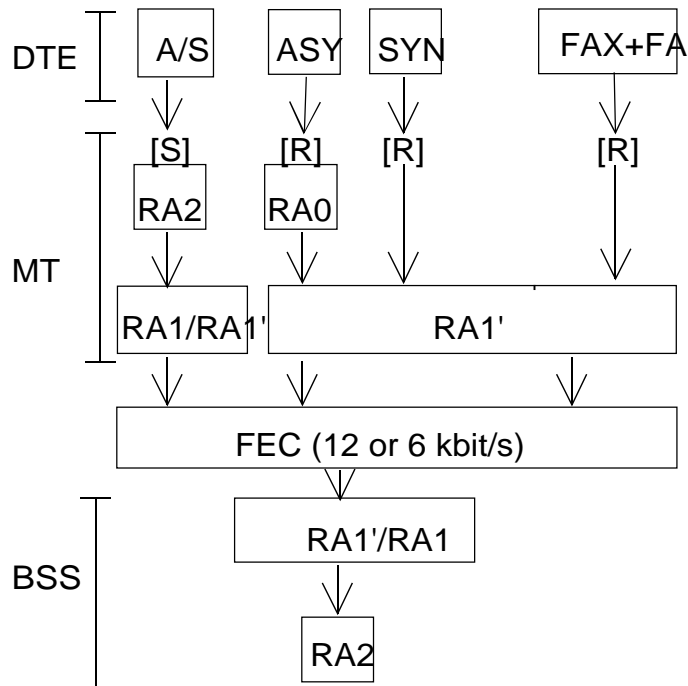 DTE A/S ASY SYN FAX+FA
[S] [R] [R] [R]
RA2 RA0
MT
RA1/RA1' RA1'
FEC (12 or 6 kbit/s)
RA1'/RA1
BSS
RA2